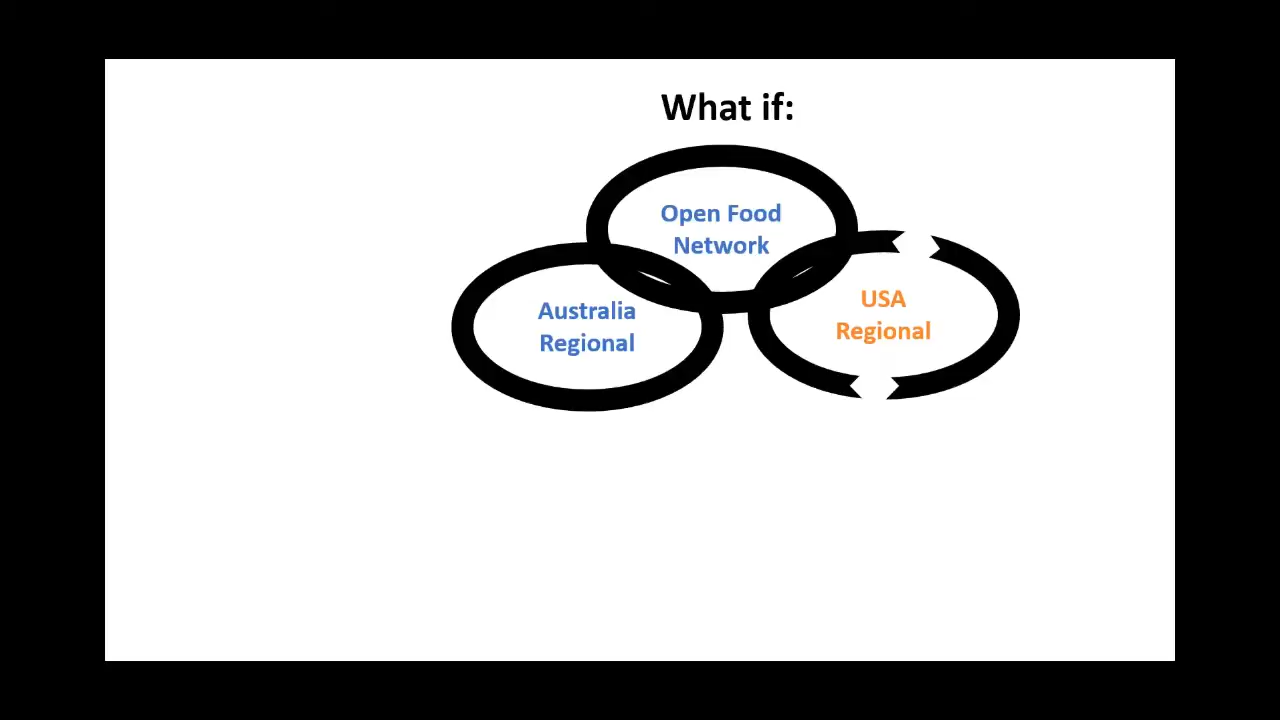 What if:
Open Food
Network
Australia
Regional
USA
Regional